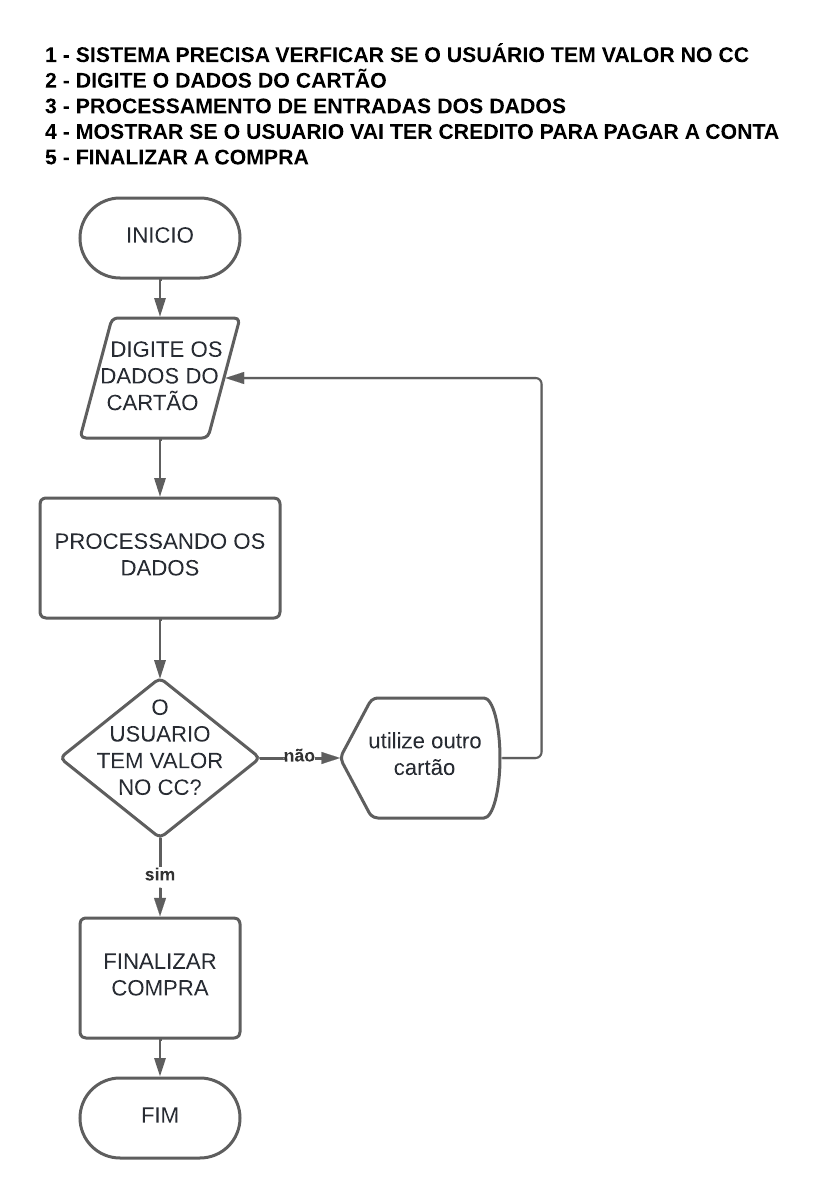 1 - SISTEMA PRECISA VERFICAR SE O USUÁRIO TEM VALOR NO CC
2 - DIGITE O DADOS DO CARTÃO
3 - PROCESSAMENTO DE ENTRADAS DOS DADOS
4 - MOSTRAR SE O USUARIO VAI TER CREDITO PARA PAGAR A CONTA
5 - FINALIZAR A COMPRA
INICIO
DIGITE OS
DADOS DO
CARTÃO
PROCESSANDO OS
DADOS
O
USUARIO
TEM VALOR
NO CC?
não
utilize outro
cartão
sim
FINALIZAR
COMPRA
FIM